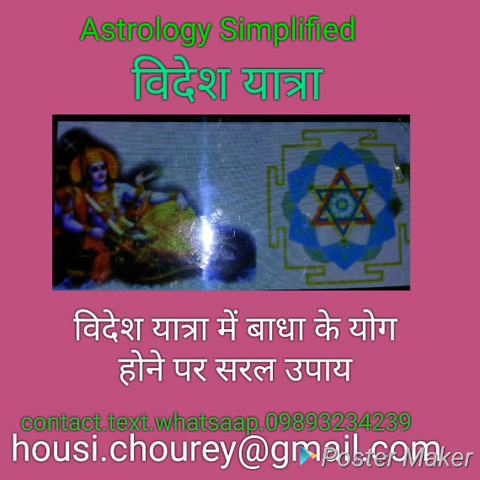 Astrology Simplified
विदेश यात्रा
विदेश यात्रा में बाधा के योग
होने पर सरल उपाय
contact.text.whatsaap.09893234239
housi.chourey@gmail.com
Poster Maker